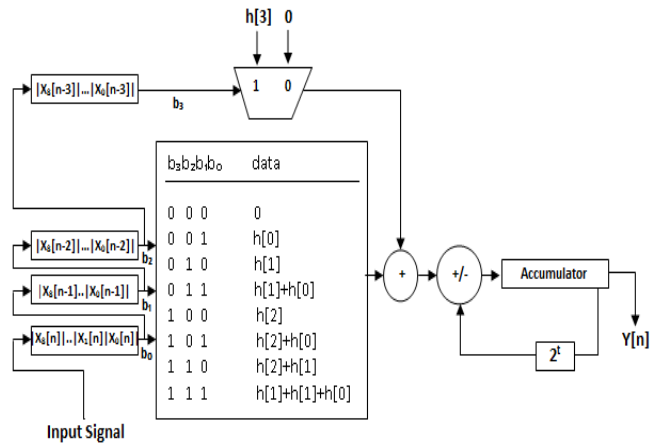 h[3] 0
|X₈[n-3]|...|X₀[n-3]|
b₃
1 0
b₃b₂b₁b₀ data
0 0 0 0
0 0 1 h[0]
0 1 0 h[1]
0 1 1 h[1]+h[0]
1 0 0 h[2]
1 0 1 h[2]+h[0]
1 1 0 h[2]+h[1]
1 1 1 h[1]+h[1]+h[0]
|X₈[n-2]|...|X₀[n-2]|
b₂
|X₈[n-1]..|X₀[n-1]|
b₁
|X₈[n]|..|X₁[n]|X₀[n]|
b₀
Input Signal
+
+/-
Accumulator
2ᵗ
Y[n]